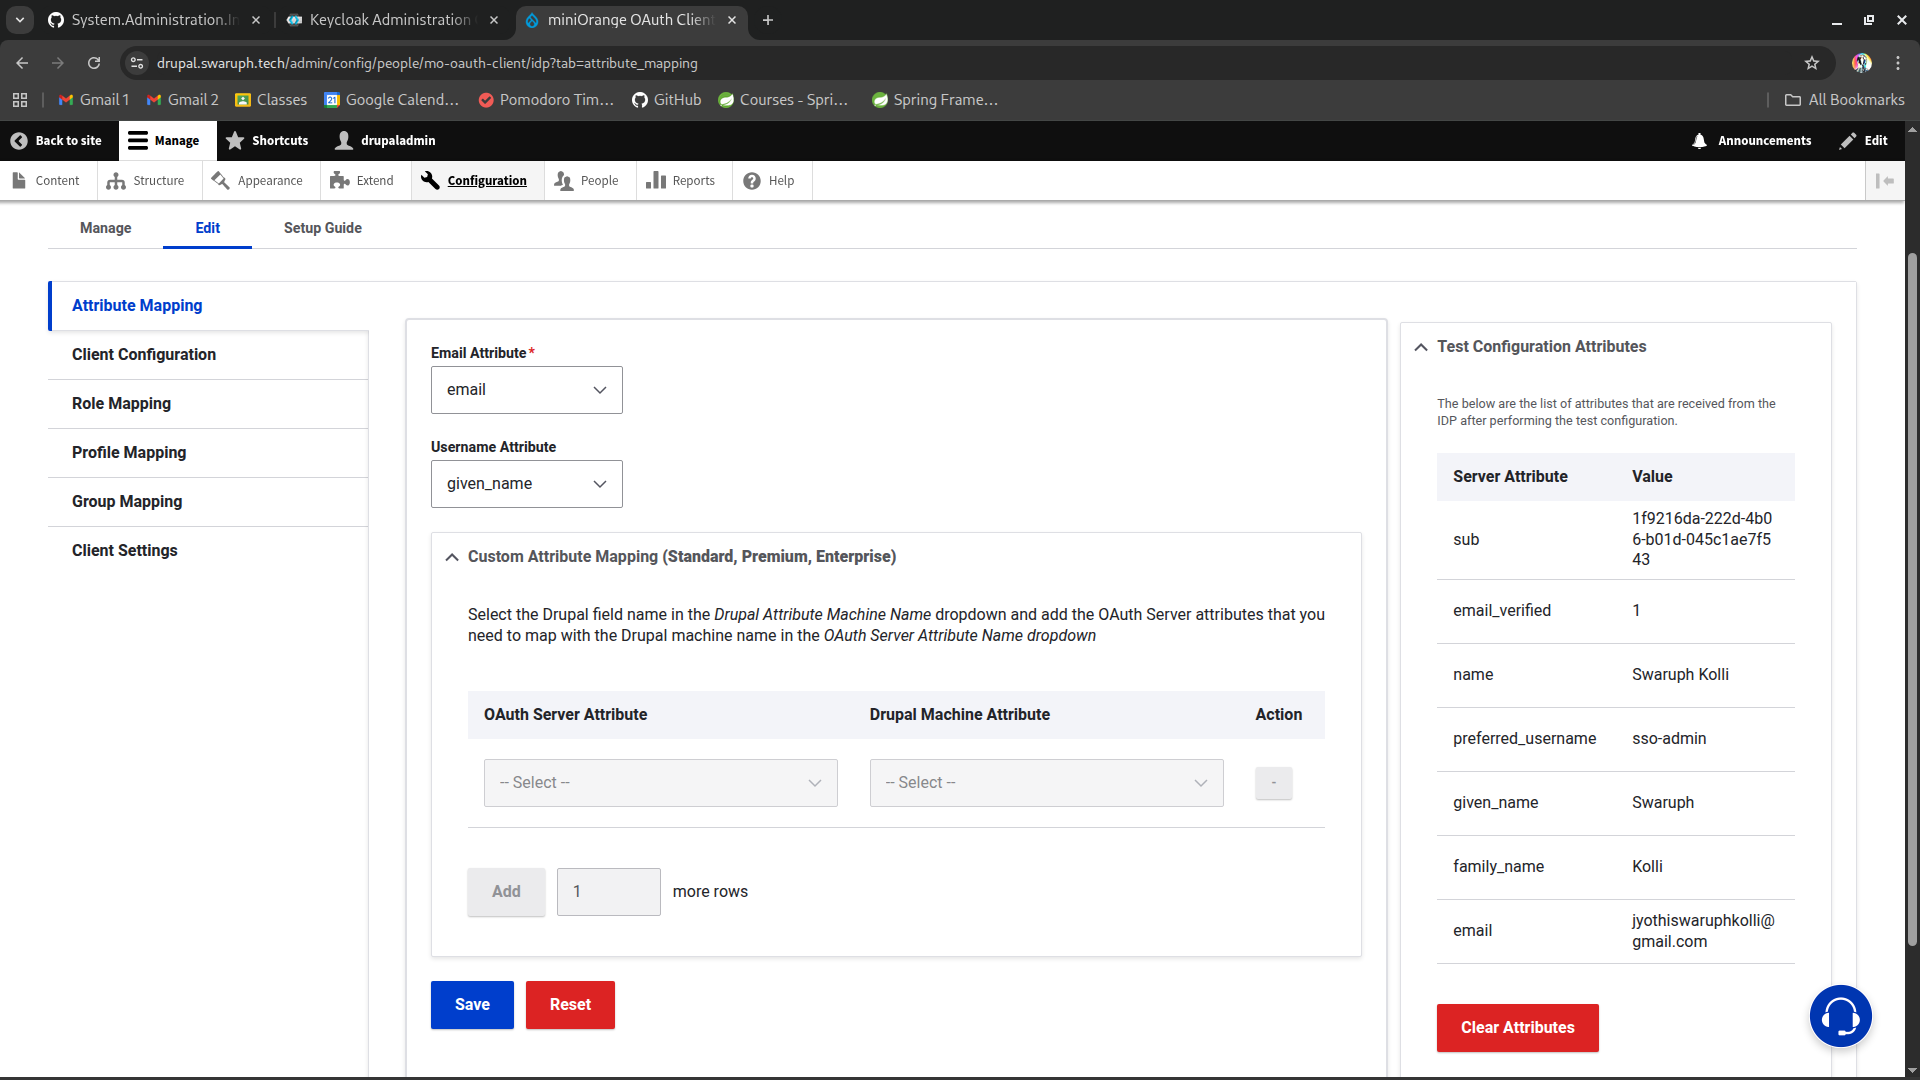 System.Administration.In
Keycloak Administration
miniOrange OAuth Client
drupal.swaruph.tech/admin/config/people/mo-oauth-client/idp?tab=attribute_mapping
Gmail 1
Gmail 2
Classes
Google Calend...
Pomodoro Tim...
GitHub
Courses - Spri...
Spring Frame...
All Bookmarks
Back to site
Manage
Shortcuts
drupaladmin
Announcements
Edit
Content
Structure
Appearance
Extend
Configuration
People
Reports
Help
Manage
Edit
Setup Guide
Attribute Mapping
Client Configuration
Role Mapping
Profile Mapping
Group Mapping
Client Settings
Email Attribute*
email
Username Attribute
given_name
Custom Attribute Mapping (Standard, Premium, Enterprise)
Select the Drupal field name in the Drupal Attribute Machine Name dropdown and add the OAuth Server attributes that you
need to map with the Drupal machine name in the OAuth Server Attribute Name dropdown
OAuth Server Attribute
Drupal Machine Attribute
Action
-- Select --
-- Select --
-
Add
1
more rows
Save
Reset
Test Configuration Attributes
The below are the list of attributes that are received from the
IDP after performing the test configuration.
Server Attribute
Value
sub
1f9216da-222d-4b0
6-b01d-045c1ae7f5
43
email_verified
1
name
Swaruph Kolli
preferred_username
sso-admin
given_name
Swaruph
family_name
Kolli
email
jyothiswaruphkolli@
gmail.com
Clear Attributes